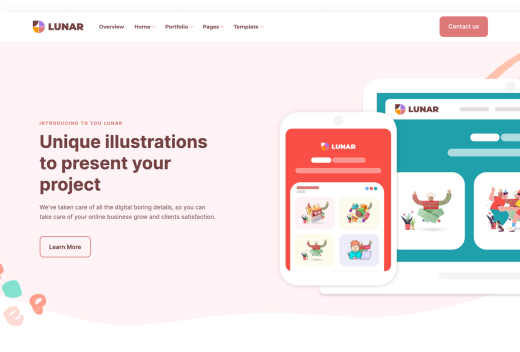 LUNAR
Overview Home Portfolio Pages Template
Contact us
INTRODUCING TO YOU LUNAR
Unique illustrations
to present your
project
We've taken care of all the digital boring details, so you can
take care of your online business grow and clients satisfaction.
Learn More
LUNAR
LUNAR